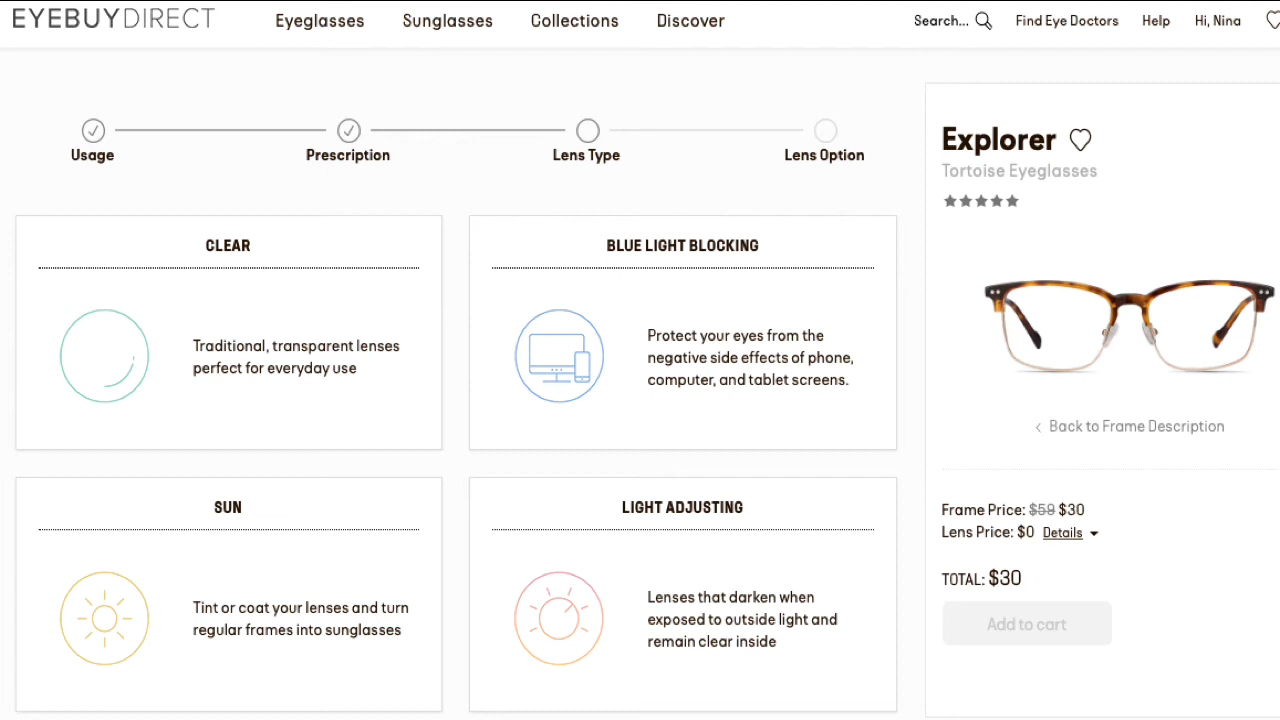 EYEBUYDIRECT
Eyeglasses Sunglasses Collections Discover
Search... Find Eye Doctors Help Hi, Nina
Usage Prescription Lens Type Lens Option
CLEAR
Traditional, transparent lenses
perfect for everyday use
BLUE LIGHT BLOCKING
Protect your eyes from the
negative side effects of phone,
computer, and tablet screens.
SUN
Tint or coat your lenses and turn
regular frames into sunglasses
LIGHT ADJUSTING
Lenses that darken when
exposed to outside light and
remain clear inside
Explorer
Tortoise Eyeglasses
Back to Frame Description
Frame Price: $59 $30
Lens Price: $0 Details
TOTAL: $30
Add to cart